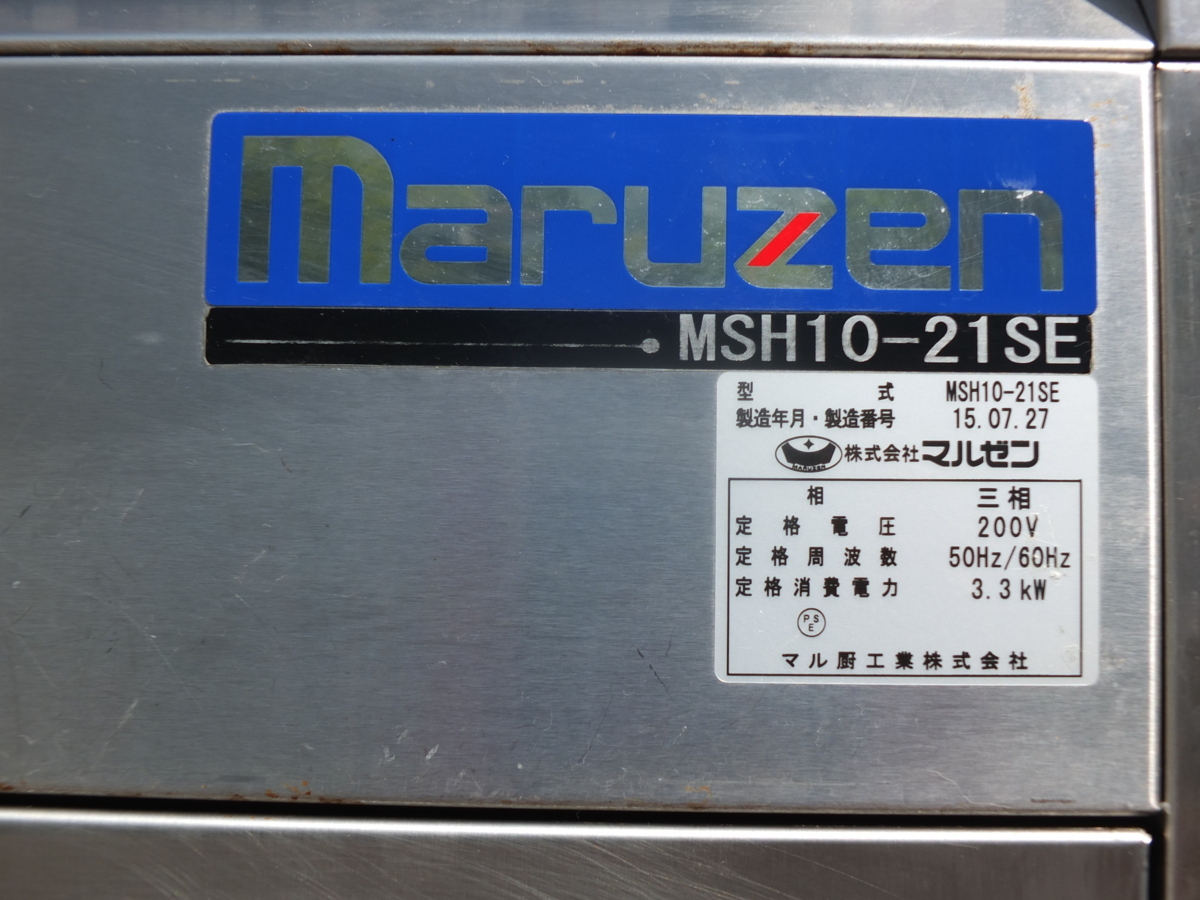 maruzen
MSH10-21SE
型式 MSH10-21SE
製造年月・製造番号 15.07.27
MARUZEN 株式会社マルゼン
相 三相
定格電圧 200V
定格周波数 50Hz/60Hz
定格消費電力 3.3kW
PS
E
マル厨工業株式会社